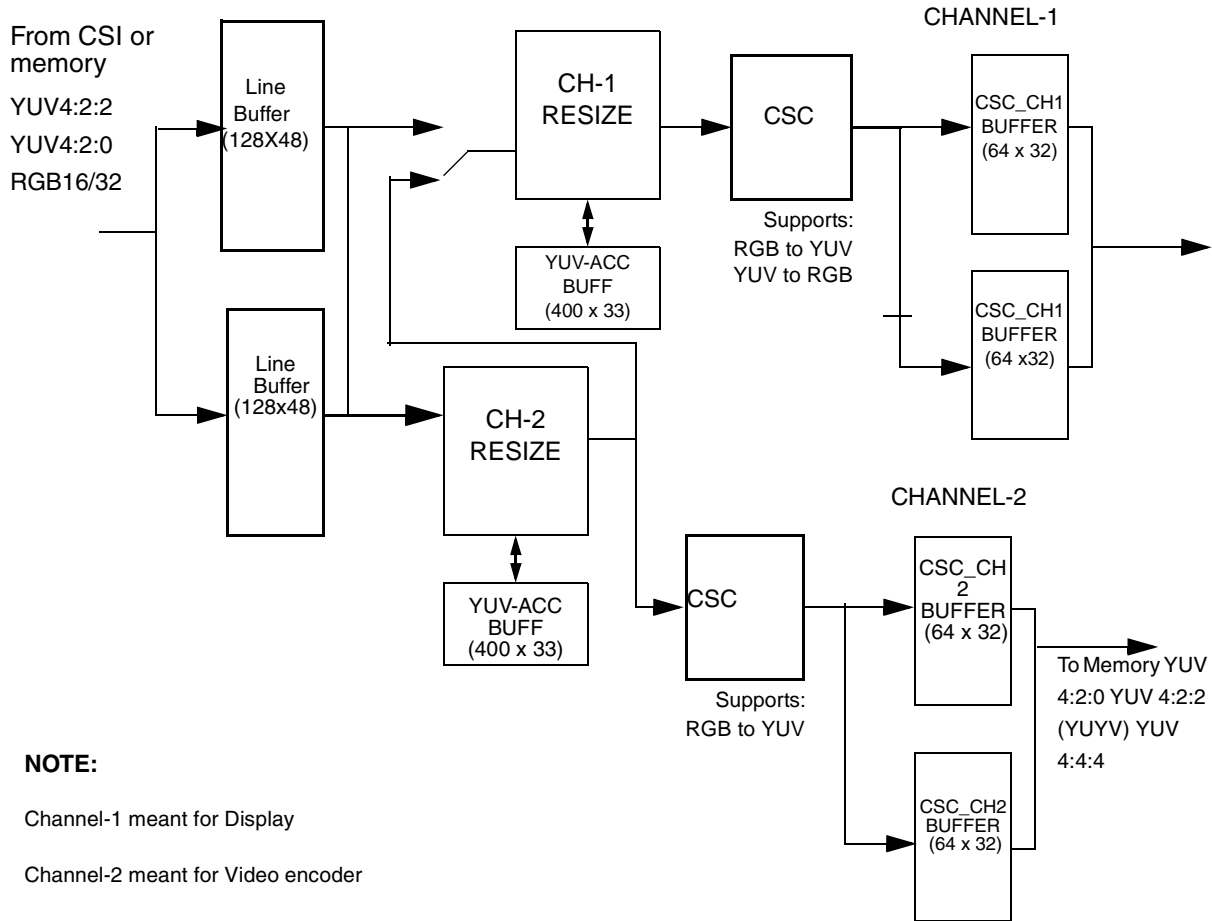 From CSI or
memory
YUV4:2:2
YUV4:2:0
RGB16/32
Line
Buffer
(128X48)
CH-1
RESIZE
YUV-ACC
BUFF
(400 x 33)
CSC
Supports:
RGB to YUV
YUV to RGB
CHANNEL-1
CSC_CH1
BUFFER
(64 x 32)
CSC_CH1
BUFFER
(64 x32)
Line
Buffer
(128x48)
CH-2
RESIZE
YUV-ACC
BUFF
(400 x 33)
CSC
Supports:
RGB to YUV
CHANNEL-2
CSC_CH
2
BUFFER
(64 x 32)
CSC_CH2
BUFFER
(64 x 32)
To Memory YUV
4:2:0 YUV 4:2:2
(YUYV) YUV
4:4:4
NOTE:
Channel-1 meant for Display
Channel-2 meant for Video encoder